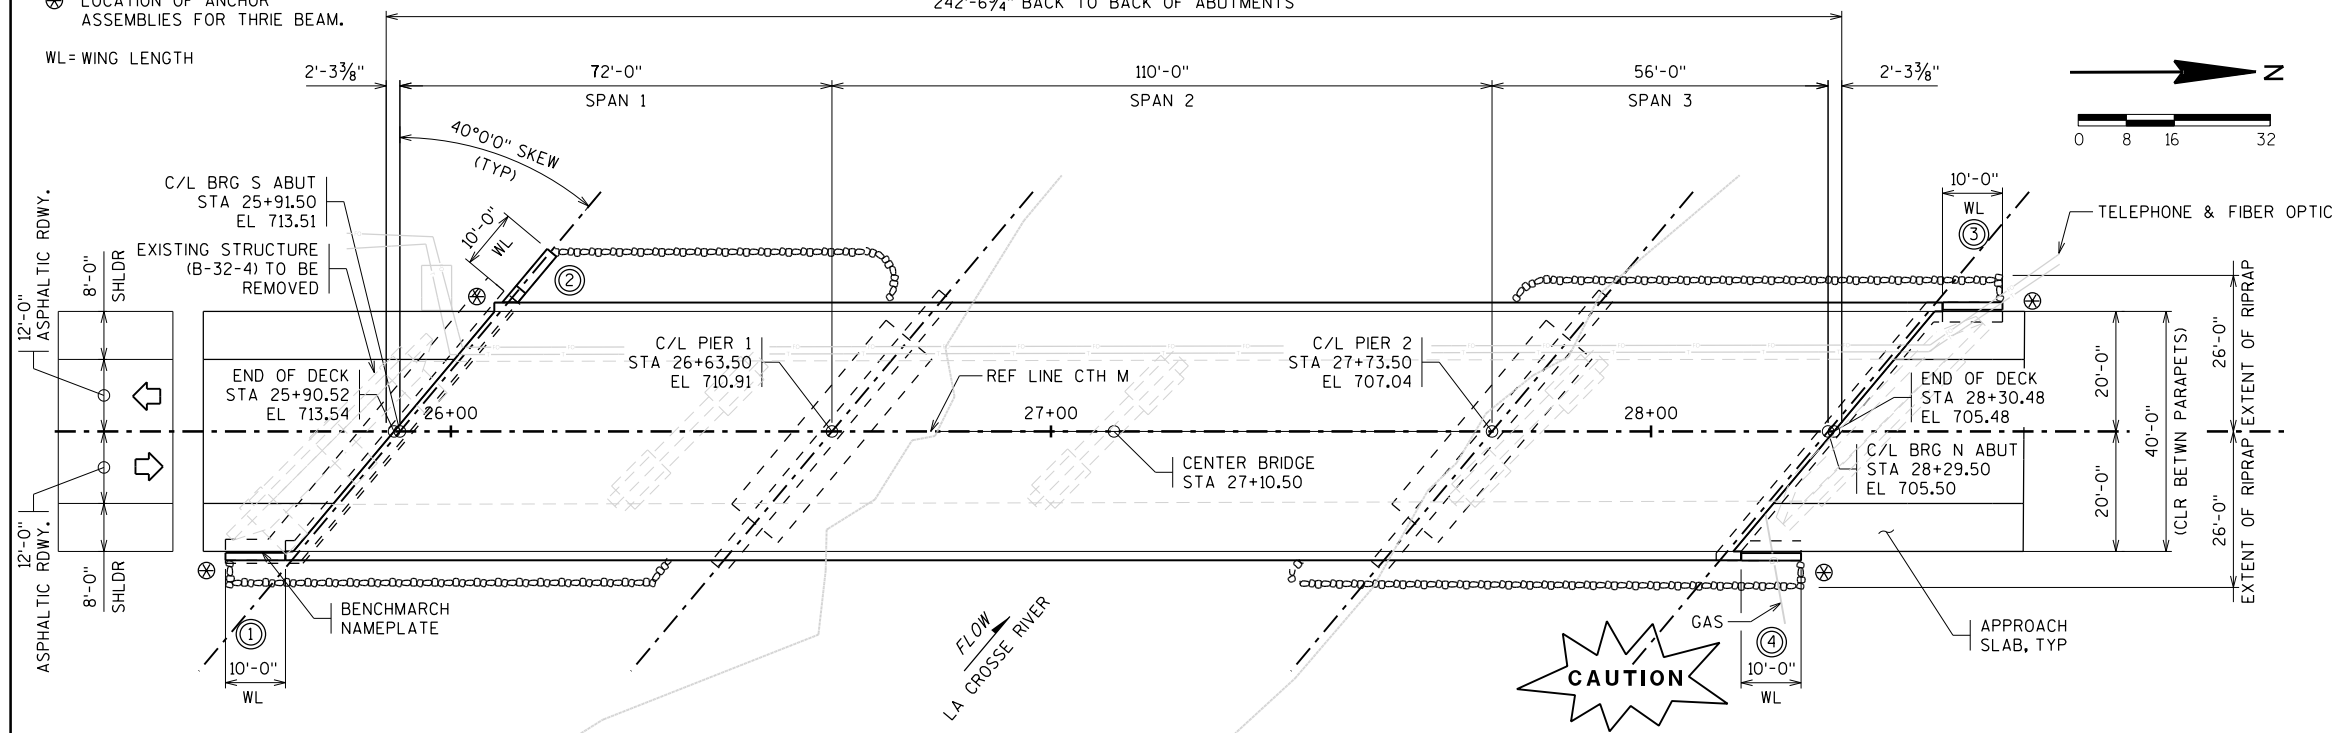 LOCATION OF ANCHOR
ASSEMBLIES FOR THRIE BEAM.
WL= WING LENGTH
242'-6¾" BACK TO BACK OF ABUTMENTS
2'-3⅜"
72'-0"
110'-0"
56'-0"
2'-3⅜"
SPAN 1
SPAN 2
SPAN 3
N
0 8 16 32
40°0'0" SKEW
(TYP)
C/L BRG S ABUT
STA 25+91.50
EL 713.51
EXISTING STRUCTURE
(B-32-4) TO BE
REMOVED
10'-0"
WL
2
10'-0"
WL
3
TELEPHONE & FIBER OPTIC
12'-0"
ASPHALTIC RDWY.
8'-0"
SHLDR
END OF DECK
STA 25+90.52
EL 713.54
26+00
C/L PIER 1
STA 26+63.50
EL 710.91
REF LINE CTH M
27+00
CENTER BRIDGE
STA 27+10.50
C/L PIER 2
STA 27+73.50
EL 707.04
28+00
END OF DECK
STA 28+30.48
EL 705.48
C/L BRG N ABUT
STA 28+29.50
EL 705.50
20'-0"
20'-0"
40'-0"
(CLR BETWN PARAPETS)
26'-0"
EXTENT OF RIPRAP
26'-0"
EXTENT OF RIPRAP
12'-0"
ASPHALTIC RDWY.
8'-0"
SHLDR
BENCHMARCH
NAMEPLATE
1
10'-0"
WL
FLOW
LA CROSSE RIVER
CAUTION
GAS
4
10'-0"
WL
APPROACH
SLAB, TYP